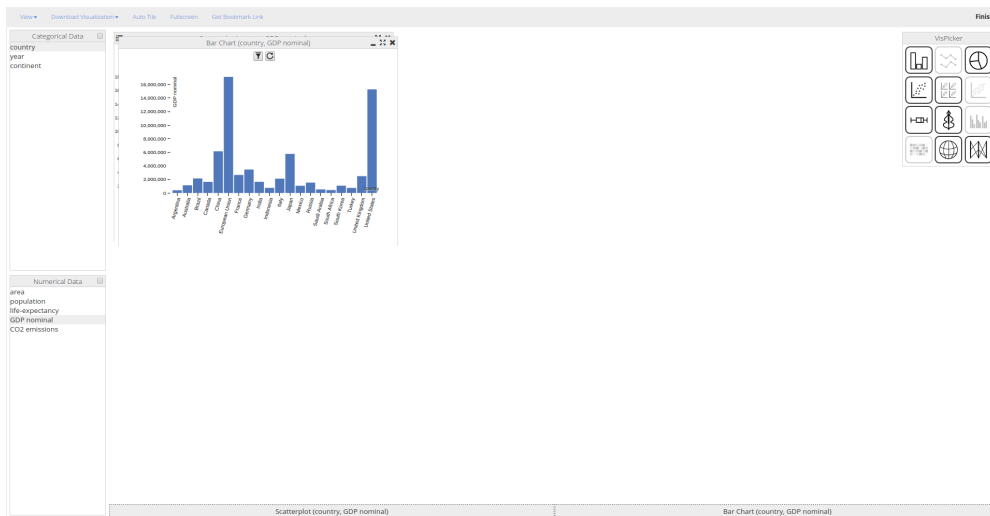 View Download Visualization Auto Tile Fullscreen Get Bookmark Link Finis
Categorical Data
country
year
continent
Bar Chart (country, GDP nominal)
VisPicker
GDP nominal
16,000,000
14,000,000
12,000,000
10,000,000
8,000,000
6,000,000
4,000,000
2,000,000
0
country
Argentina
Australia
Brazil
Canada
China
European Union
France
Germany
India
Indonesia
Italy
Japan
Mexico
Russia
Saudi Arabia
South Africa
South Korea
Turkey
United Kingdom
United States
Numerical Data
area
population
life-expectancy
GDP nominal
CO2 emissions
Scatterplot (country, GDP nominal)
Bar Chart (country, GDP nominal)